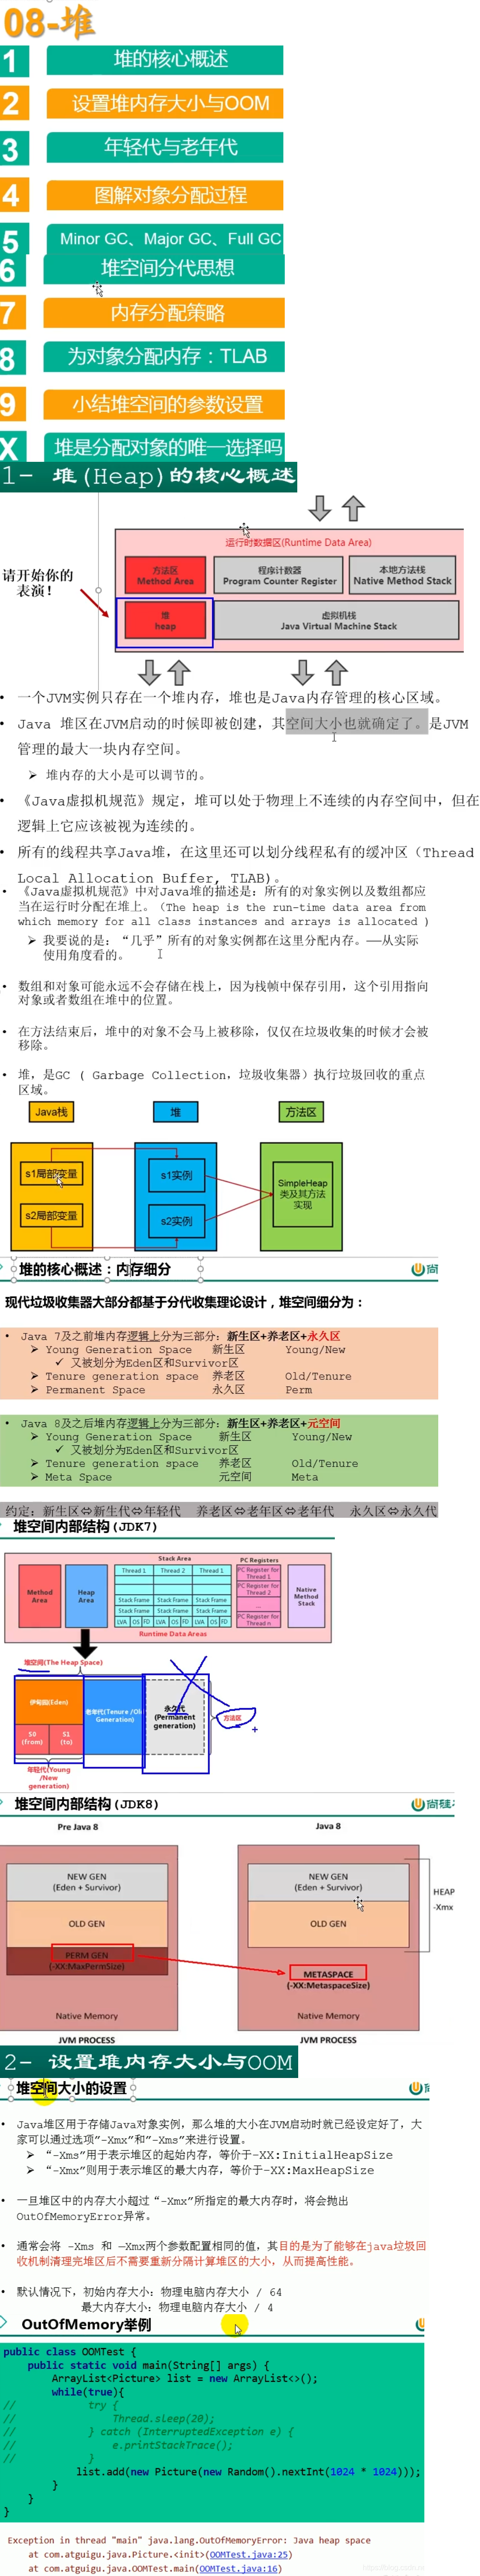 08-堆
1 堆的核心概述
2 设置堆内存大小与OOM
3 年轻代与老年代
4 图解对象分配过程
5 Minor GC、Major GC、Full GC
6 堆空间分代思想
7 内存分配策略
8 为对象分配内存：TLAB
9 小结堆空间的参数设置
X 堆是分配对象的唯一选择吗
1- 堆(Heap)的核心概述
运行时数据区(Runtime Data Area)
请开始你的
表演！
方法区
Method Area
程序计数器
Program Counter Register
本地方法栈
Native Method Stack
堆
heap
虚拟机栈
Java Virtual Machine Stack
• 一个JVM实例只存在一个堆内存，堆也是Java内存管理的核心区域。
• Java 堆区在JVM启动的时候即被创建，其空间大小也就确定了。是JVM
管理的最大一块内存空间。
➢ 堆内存的大小是可以调节的。
• 《Java虚拟机规范》规定，堆可以处于物理上不连续的内存空间中，但在
逻辑上它应该被视为连续的。
• 所有的线程共享Java堆，在这里还可以划分线程私有的缓冲区（Thread
Local Allocation Buffer, TLAB）。
• 《Java虚拟机规范》中对Java堆的描述是：所有的对象实例以及数组都应
当在运行时分配在堆上。（The heap is the run-time data area from
which memory for all class instances and arrays is allocated ）
➢ 我要说的是：“几乎”所有的对象实例都在这里分配内存。——从实际
使用角度看的。
• 数组和对象可能永远不会存储在栈上，因为栈帧中保存引用，这个引用指向
对象或者数组在堆中的位置。
• 在方法结束后，堆中的对象不会马上被移除，仅仅在垃圾收集的时候才会被
移除。
• 堆，是GC ( Garbage Collection，垃圾收集器）执行垃圾回收的重点
区域。
Java栈
堆
方法区
s1局部变量
s2局部变量
s1实例
s2实例
SimpleHeap
类及其方法
实现
堆的核心概述：内存细分
现代垃圾收集器大部分都基于分代收集理论设计，堆空间细分为：
• Java 7及之前堆内存逻辑上分为三部分：新生区+养老区+永久区
➢ Young Generation Space 新生区 Young/New
✓ 又被划分为Eden区和Survivor区
➢ Tenure generation space 养老区 Old/Tenure
➢ Permanent Space 永久区 Perm
• Java 8及之后堆内存逻辑上分为三部分：新生区+养老区+元空间
➢ Young Generation Space 新生区 Young/New
✓ 又被划分为Eden区和Survivor区
➢ Tenure generation space 养老区 Old/Tenure
➢ Meta Space 元空间 Meta
约定：新生区⇔新生代⇔年轻代 养老区⇔老年区⇔老年代 永久区⇔永久代
堆空间内部结构(JDK7)
Stack Area
PC Registers
Method
Area
Heap
Area
Thread 1 Thread 2 Thread 1
Stack Frame Stack Frame Stack Frame
Stack Frame Stack Frame Stack Frame
LVA OS FD LVA OS FD LVA OS FD
PC Register for
Thread 1
PC Register for
Thread 2
...
PC Register for
Thread n
Native
Method
Stack
Runtime Data Areas
堆空间(The Heap Space)
伊甸园(Eden)
S0
(from)
S1
(to)
老年代(Tenure /Old
Generation)
永久代
(Permanent
generation)
方法区
年轻代(Young
/New
generation)
堆空间内部结构(JDK8)
Pre Java 8
Java 8
NEW GEN
(Eden + Survivor)
OLD GEN
PERM GEN
(-XX:MaxPermSize)
Native Memory
JVM PROCESS
NEW GEN
(Eden + Survivor)
OLD GEN
HEAP
-Xmx
METASPACE
(-XX:MetaspaceSize)
Native Memory
JVM PROCESS
2- 设置堆内存大小与OOM
堆空间大小的设置
• Java堆区用于存储Java对象实例，那么堆的大小在JVM启动时就已经设定好了，大
家可以通过选项"-Xmx"和"-Xms"来进行设置。
➢ “-Xms”用于表示堆区的起始内存，等价于-XX:InitialHeapSize
➢ “-Xmx”则用于表示堆区的最大内存，等价于-XX:MaxHeapSize
• 一旦堆区中的内存大小超过“-Xmx”所指定的最大内存时，将会抛出
OutOfMemoryError异常。
• 通常会将 -Xms 和 -Xmx两个参数配置相同的值，其目的是为了能够在java垃圾回
收机制清理完堆区后不需要重新分隔计算堆区的大小，从而提高性能。
• 默认情况下，初始内存大小：物理电脑内存大小 / 64
最大内存大小：物理电脑内存大小 / 4
OutOfMemory举例
public class OOMTest {
public static void main(String[] args) {
ArrayList<Picture> list = new ArrayList<>();
while(true){
// try {
// Thread.sleep(20);
// } catch (InterruptedException e) {
// e.printStackTrace();
// }
list.add(new Picture(new Random().nextInt(1024 * 1024)));
}
}
}
Exception in thread "main" java.lang.OutOfMemoryError: Java heap space
at com.atguigu.java.Picture.<init>(OOMTest.java:25)
at com.atguigu.java.OOMTest.main(OOMTest.java:16)